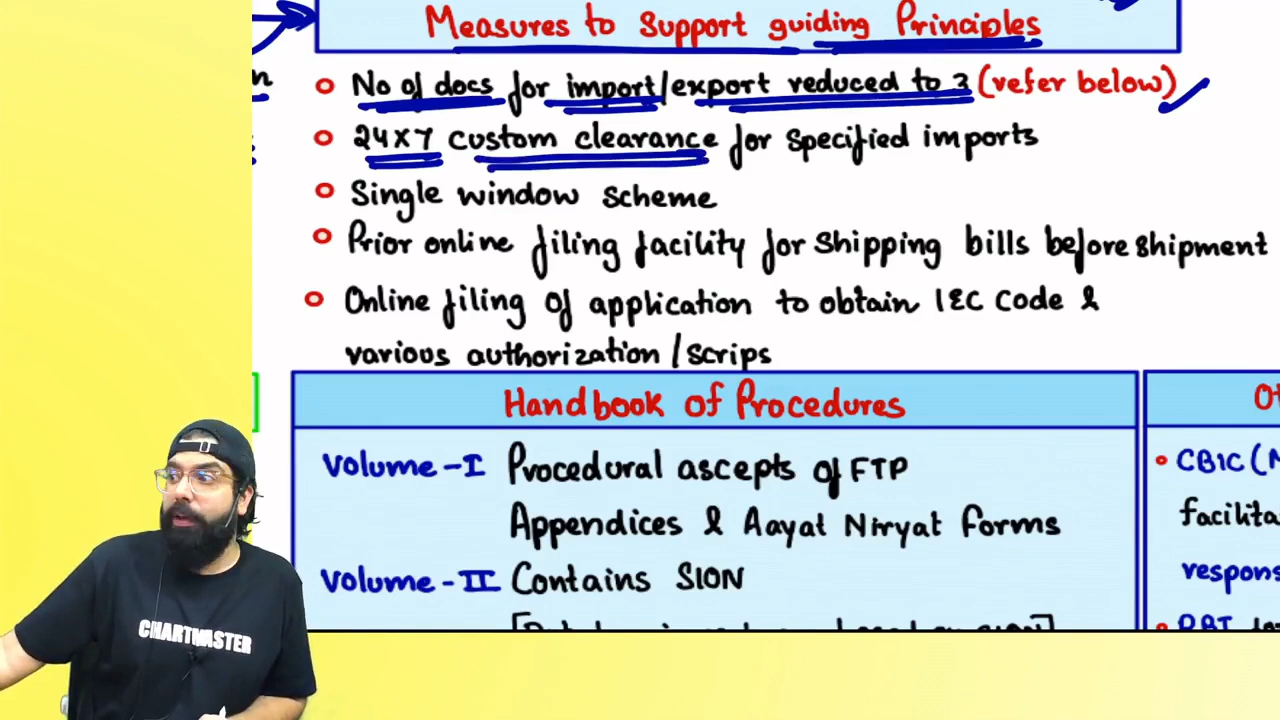 Measures to Support guiding Principles
No of docs for import/export reduced to 3 (refer below)
24x7 Custom clearance for specified imports
Single window scheme
Prior online filing facility for shipping bills before shipment
Online filing of application to obtain IEC Code &
various authorization/scrips
Handbook of Procedures
Volume-I Procedural ascepts of FTP
Appendices & Aayat Niryat forms
Volume-II Contains SION
CBIC
CHARTMASTER